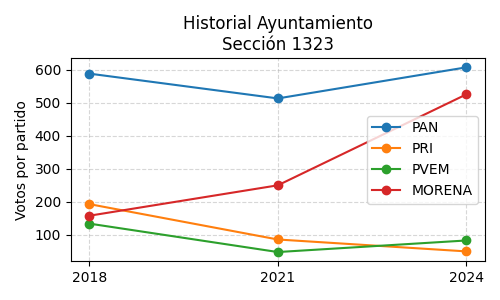 Historial Ayuntamiento
Sección 1323
Votos por partido
600
500
400
300
200
100
2018
2021
2024
PAN
PRI
PVEM
MORENA